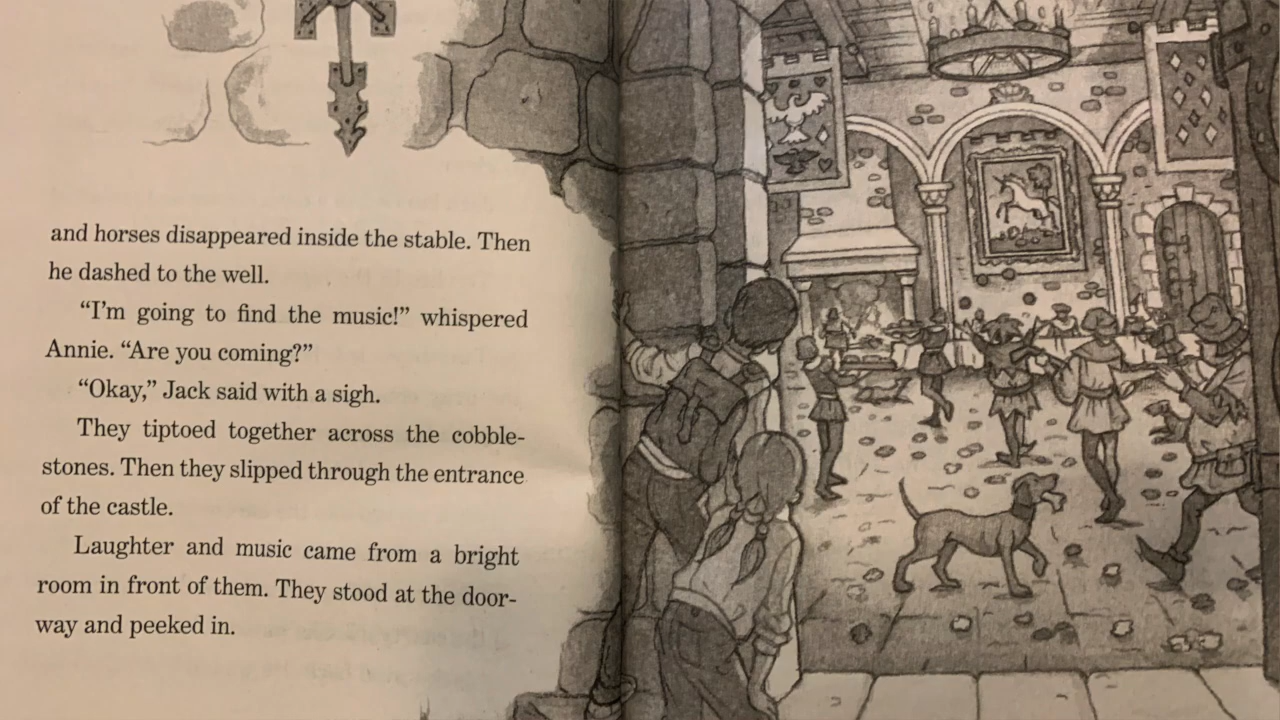 and horses disappeared inside the stable. Then
he dashed to the well.
“I’m going to find the music!” whispered
Annie. “Are you coming?”
“Okay,” Jack said with a sigh.
They tiptoed together across the cobble-
stones. Then they slipped through the entrance
of the castle.
Laughter and music came from a bright
room in front of them. They stood at the door-
way and peeked in.